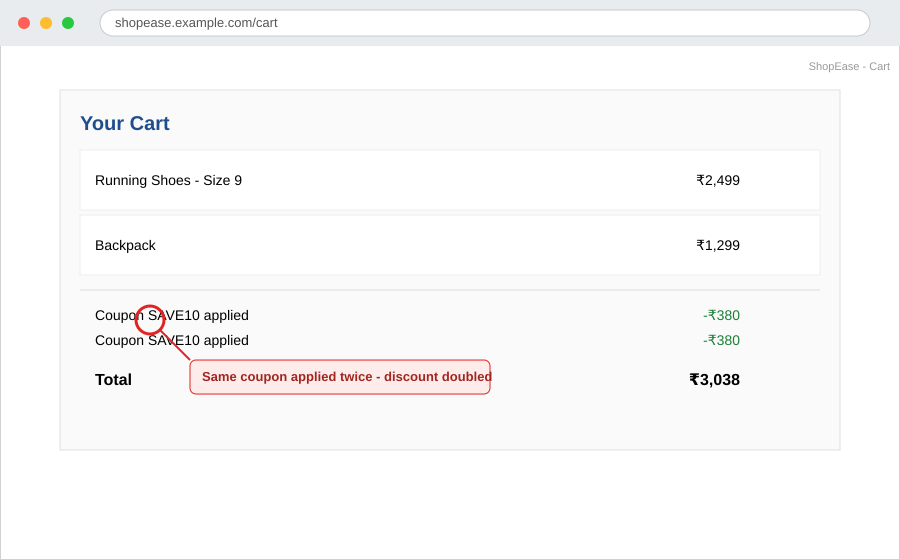 shopease.example.com/cart
ShopEase - Cart
Your Cart
Running Shoes - Size 9 ₹2,499
Backpack ₹1,299
Coupon SAVE10 applied -₹380
Coupon SAVE10 applied -₹380
Same coupon applied twice - discount doubled
Total ₹3,038